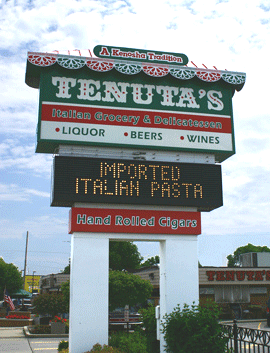 A Kenosha Tradition
TENUTA'S
Italian Grocery & Delicatessen
• LIQUOR • BEERS • WINES
IMPORTED
ITALIAN PASTA
Hand Rolled Cigars
TENUTA'S